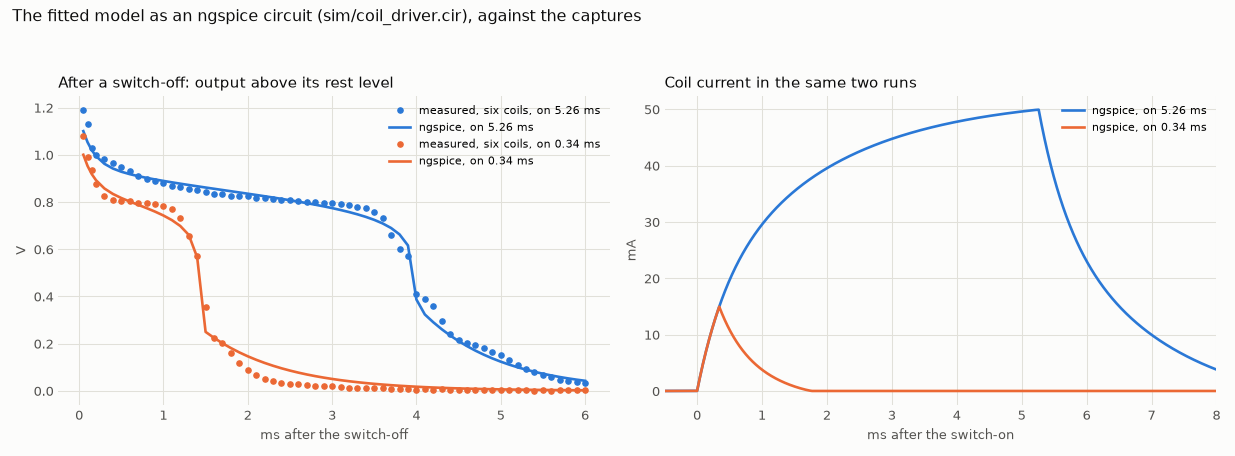 The fitted model as an ngspice circuit (sim/coil_driver.cir), against the captures
After a switch-off: output above its rest level
1.2
1.0
0.8
0.6
0.4
0.2
0.0
V
0 1 2 3 4 5 6
ms after the switch-off
measured, six coils, on 5.26 ms
ngspice, on 5.26 ms
measured, six coils, on 0.34 ms
ngspice, on 0.34 ms
Coil current in the same two runs
50
40
30
20
10
0
mA
0 1 2 3 4 5 6 7 8
ms after the switch-on
ngspice, on 5.26 ms
ngspice, on 0.34 ms